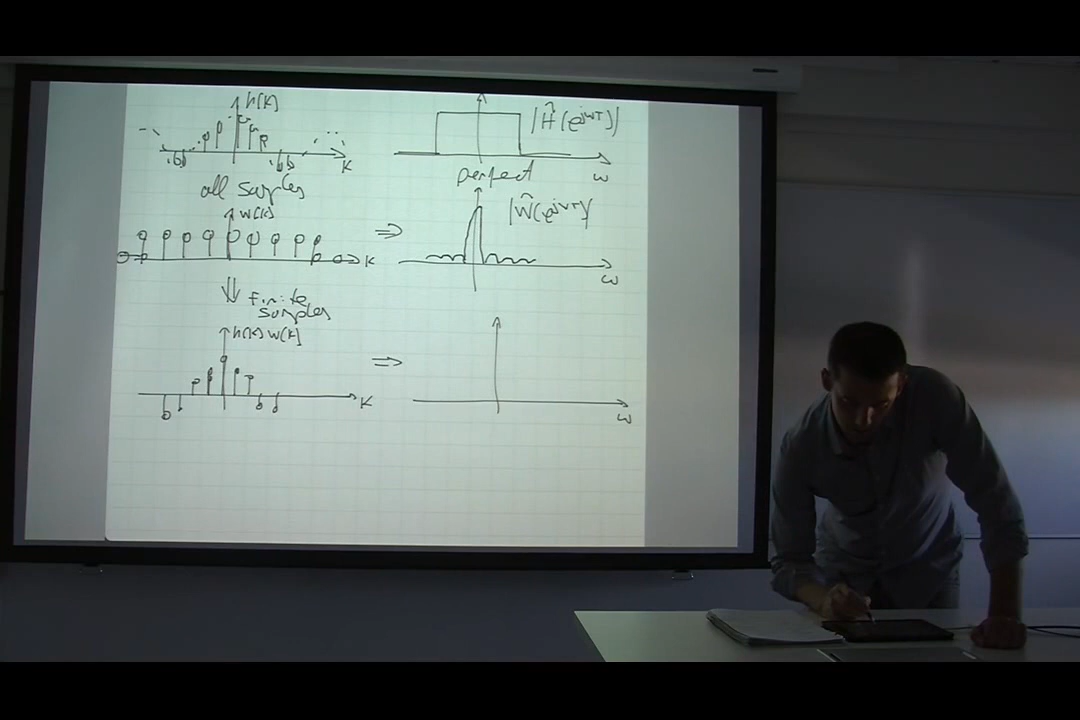 h[k]
|Ĥ(e^jωT)|
k
ω
all samples
perfect
w[k]
⇒
|Ŵ(e^jωT)|
k
ω
⇓ Finite
samples
h[k] w[k]
⇒
k
ω